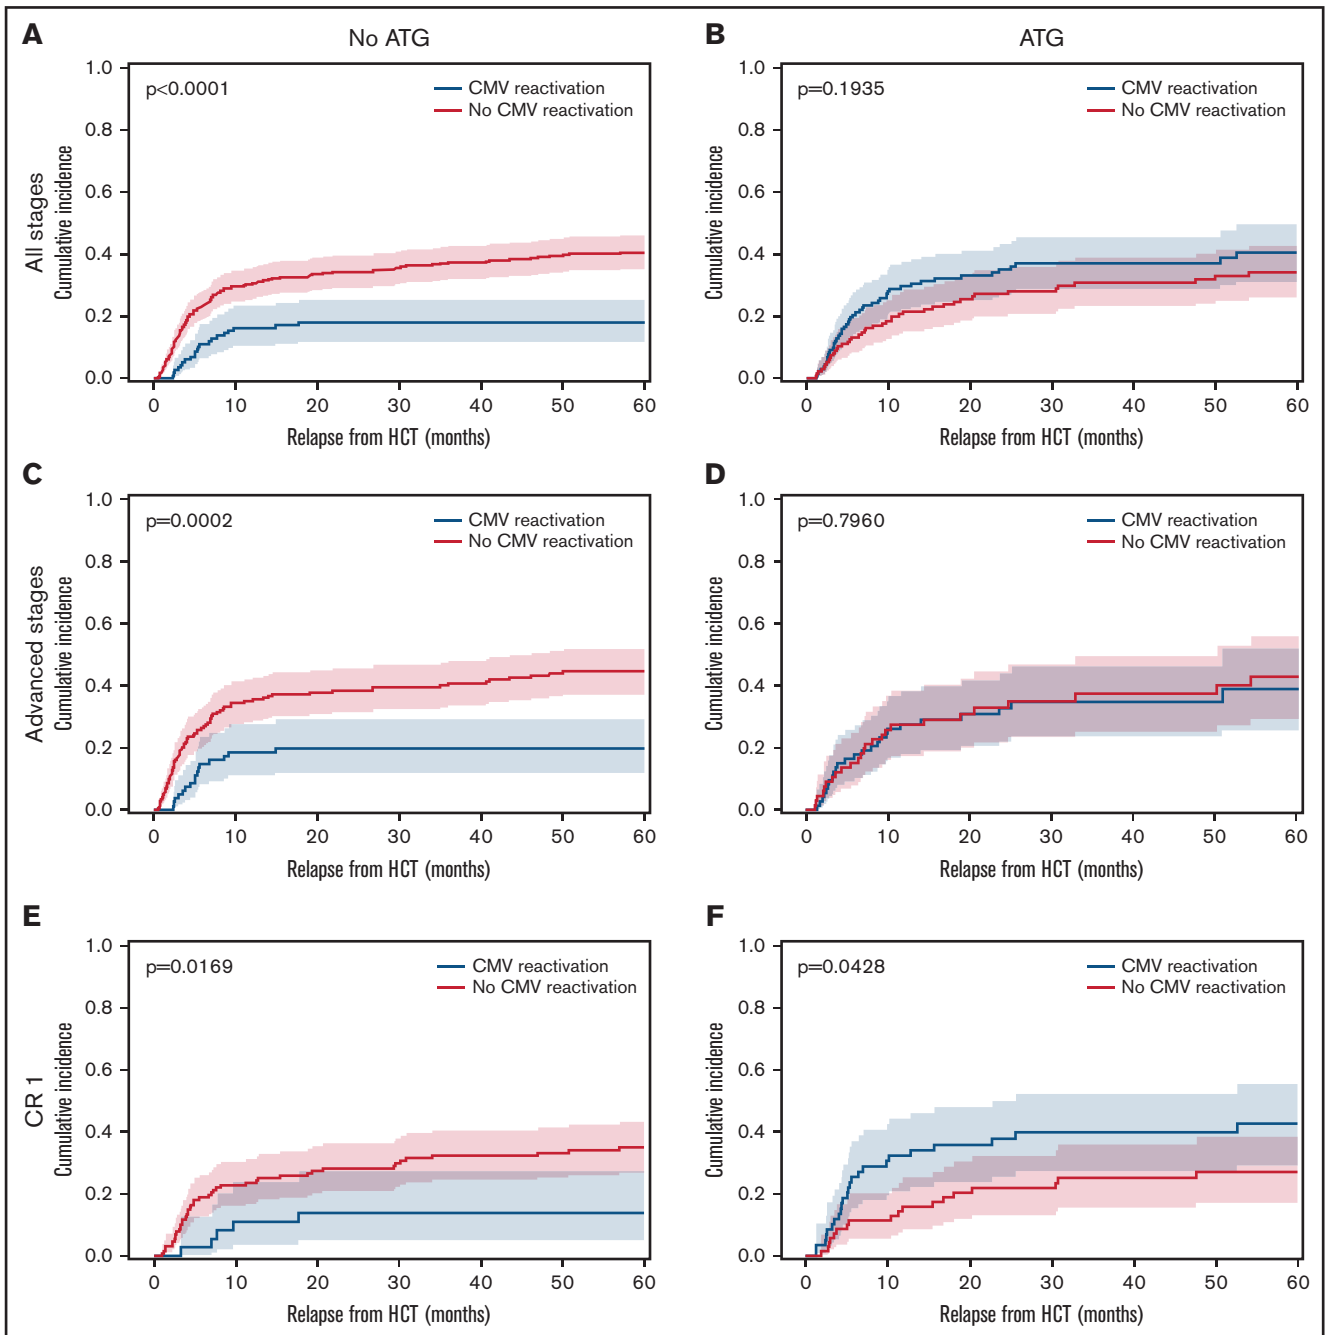 A
No ATG
B
ATG
All stages
Cumulative incidence
1.0
0.8
0.6
0.4
0.2
0.0
p<0.0001
CMV reactivation
No CMV reactivation
0 10 20 30 40 50 60
Relapse from HCT (months)
Cumulative incidence
1.0
0.8
0.6
0.4
0.2
0.0
p=0.1935
CMV reactivation
No CMV reactivation
0 10 20 30 40 50 60
Relapse from HCT (months)
C
Advanced stages
Cumulative incidence
1.0
0.8
0.6
0.4
0.2
0.0
p=0.0002
CMV reactivation
No CMV reactivation
0 10 20 30 40 50 60
Relapse from HCT (months)
D
Cumulative incidence
1.0
0.8
0.6
0.4
0.2
0.0
p=0.7960
CMV reactivation
No CMV reactivation
0 10 20 30 40 50 60
Relapse from HCT (months)
E
CR 1
Cumulative incidence
1.0
0.8
0.6
0.4
0.2
0.0
p=0.0169
CMV reactivation
No CMV reactivation
0 10 20 30 40 50 60
Relapse from HCT (months)
F
Cumulative incidence
1.0
0.8
0.6
0.4
0.2
0.0
p=0.0428
CMV reactivation
No CMV reactivation
0 10 20 30 40 50 60
Relapse from HCT (months)